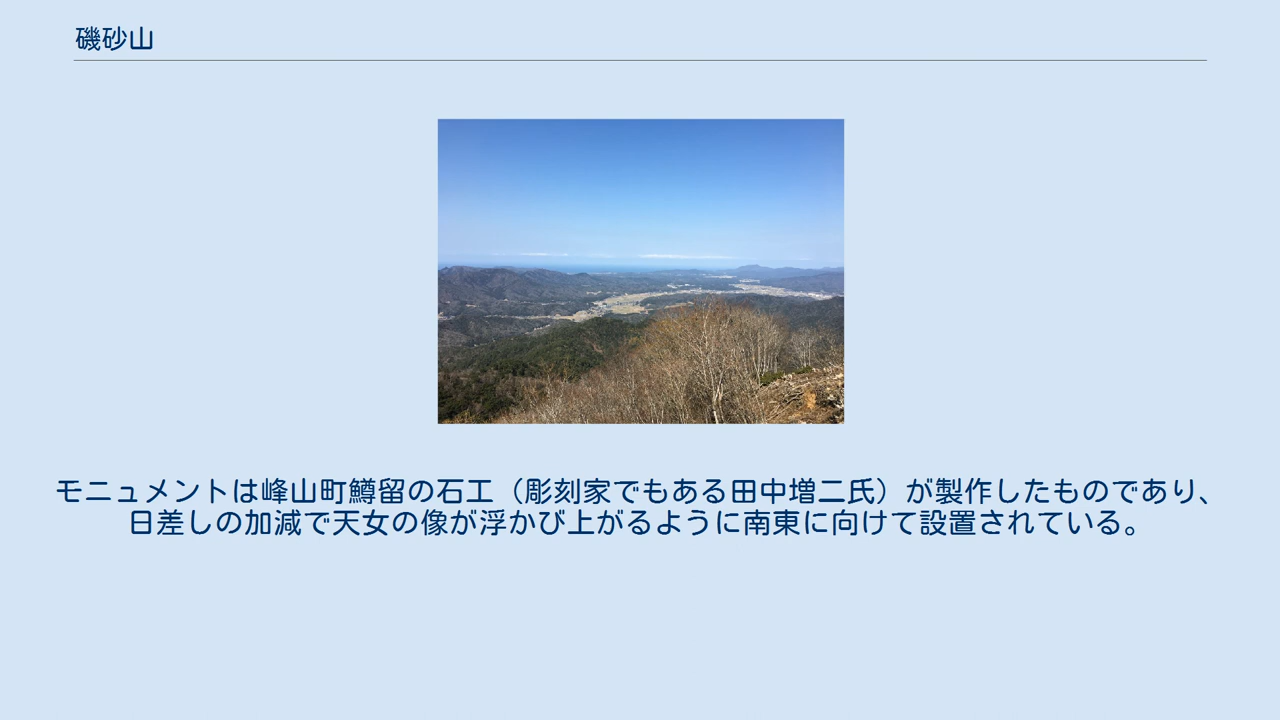 磯砂山
モニュメントは峰山町鱒留の石工（彫刻家でもある田中増二氏）が製作したものであり、
日差しの加減で天女の像が浮かび上がるように南東に向けて設置されている。